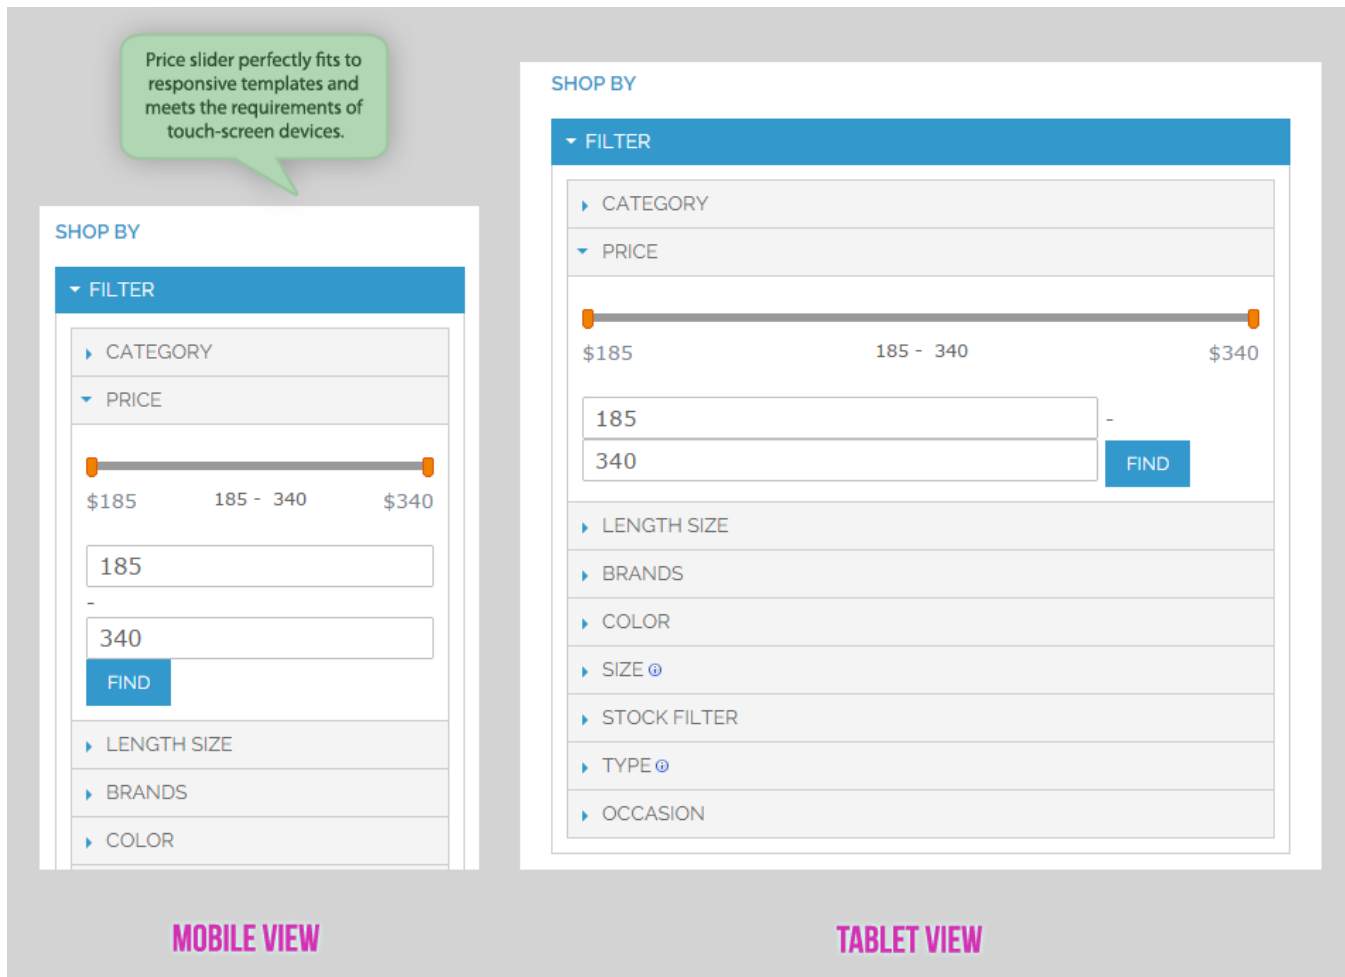 Price slider perfectly fits to
responsive templates and
meets the requirements of
touch-screen devices.
SHOP BY
FILTER
CATEGORY
PRICE
$185 185 - 340 $340
185
-
340
FIND
LENGTH SIZE
BRANDS
COLOR
MOBILE VIEW
SHOP BY
FILTER
CATEGORY
PRICE
$185 185 - 340 $340
185 -
340 FIND
LENGTH SIZE
BRANDS
COLOR
SIZE
STOCK FILTER
TYPE
OCCASION
TABLET VIEW